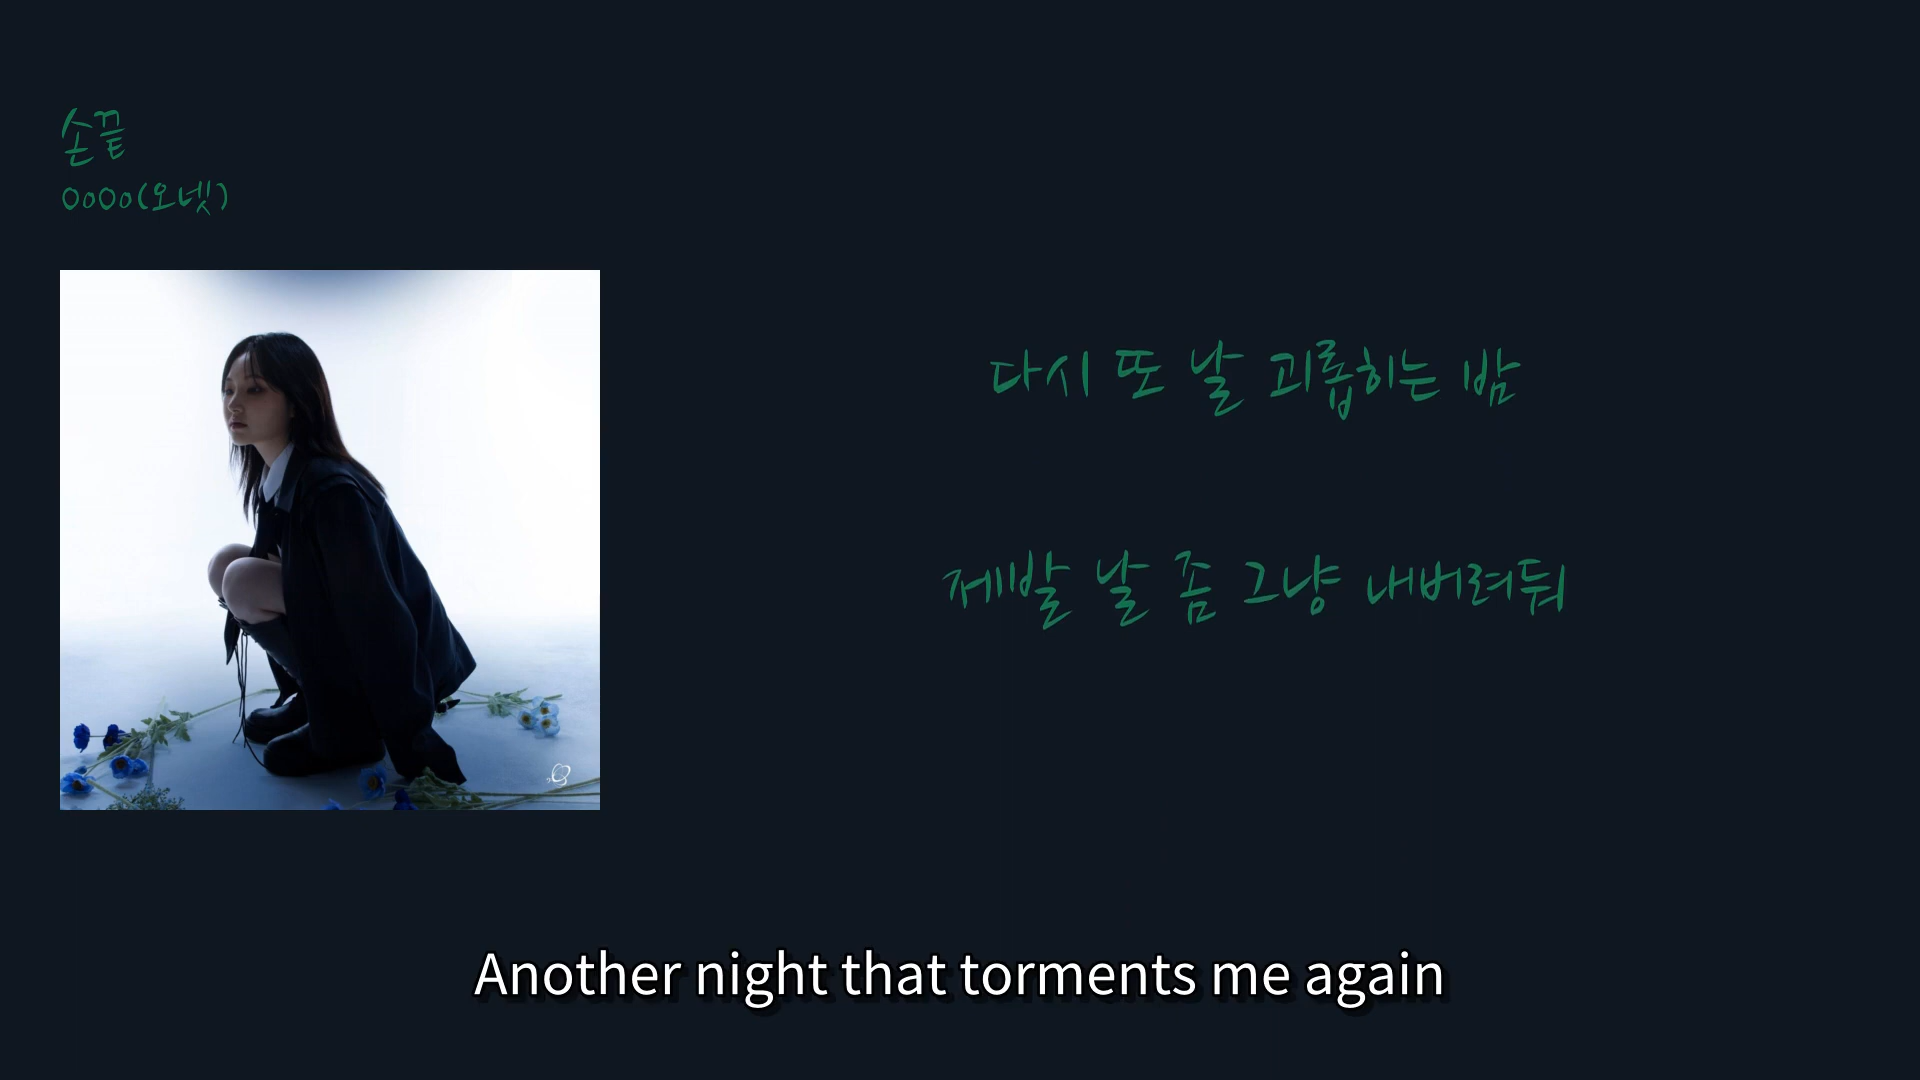 손끝
OoOo(오넷)
다시 또 날 괴롭히는 밤
제발 날 좀 그냥 내버려둬
Another night that torments me again